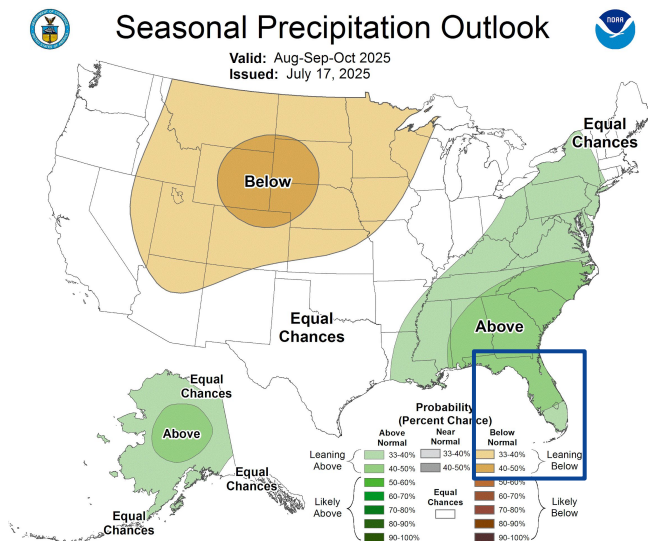 Seasonal Precipitation Outlook
NOAA
Valid: Aug-Sep-Oct 2025
Issued: July 17, 2025
Equal
Chances
Below
Above
Equal
Chances
Equal
Chances
Above
Equal
Chances
Equal
Chances
Probability
(Percent Chance)
Above
Normal
Near
Normal
Below
Normal
Leaning
Above
33-40%
40-50%
33-40%
40-50%
33-40%
40-50%
Leaning
Below
Likely
Above
50-60%
60-70%
70-80%
80-90%
90-100%
Equal
Chances
50-60%
60-70%
70-80%
80-90%
90-100%
Likely
Below